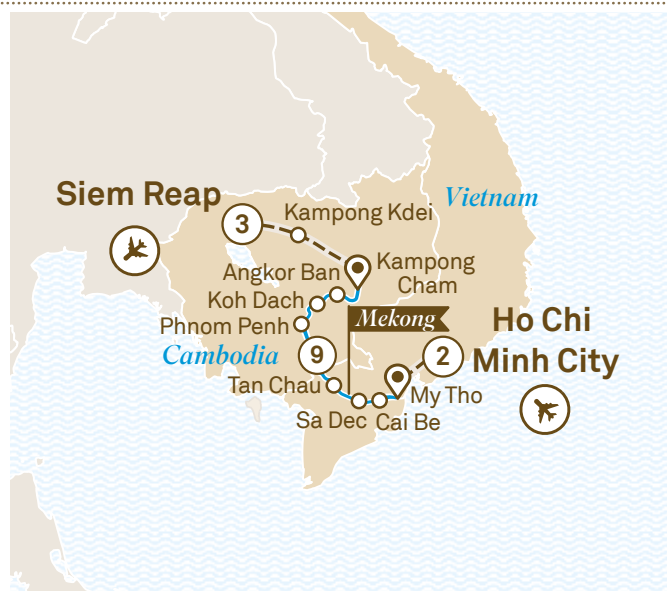 Siem Reap
3
Kampong Kdei
Vietnam
Angkor Ban
Kampong
Cham
Koh Dach
Phnom Penh
Mekong
Ho Chi
Minh City
Cambodia
9
2
Tan Chau
My Tho
Sa Dec
Cai Be